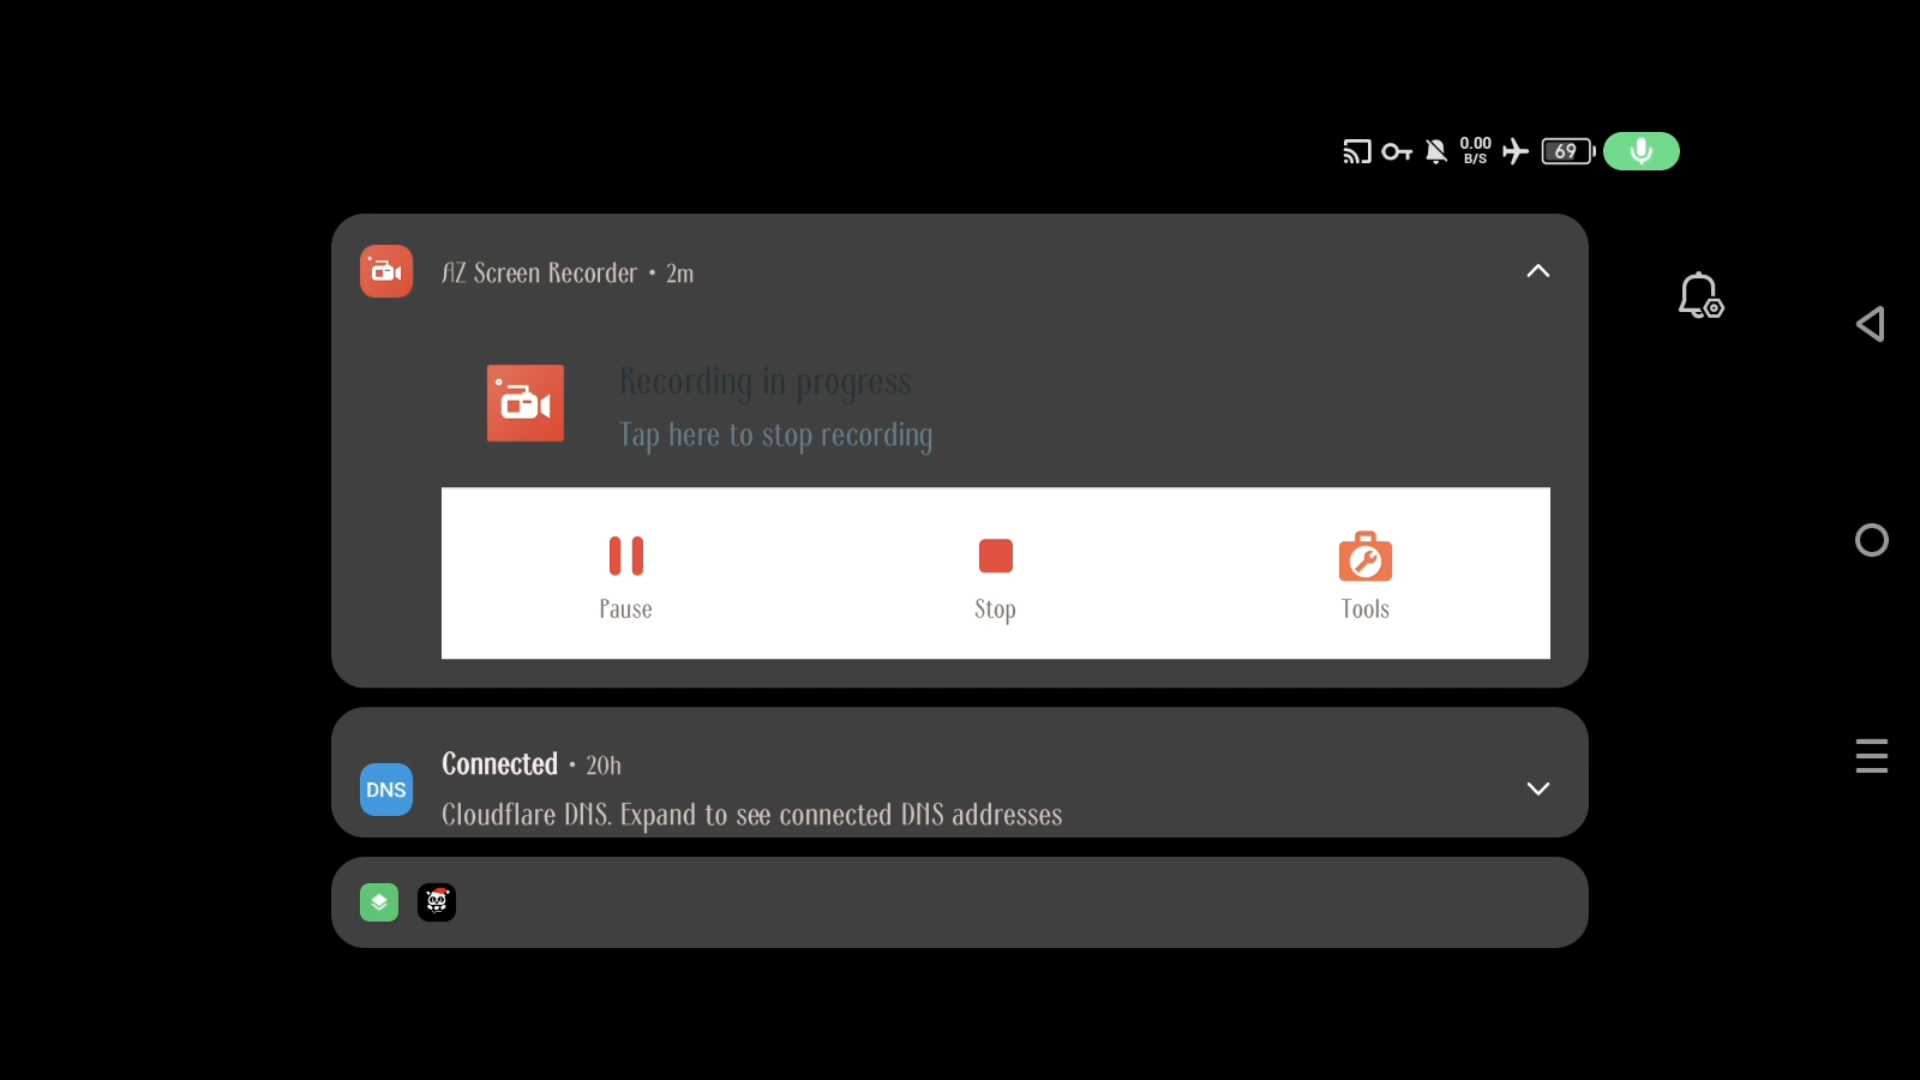 0.00
B/S
69
AZ Screen Recorder • 2m
Recording in progress
Tap here to stop recording
Pause
Stop
Tools
Connected • 20h
DNS
Cloudflare DNS. Expand to see connected DNS addresses